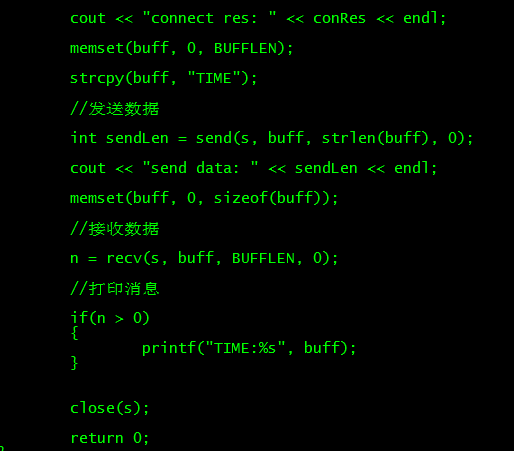 cout << "connect res: " << conRes << endl;
memset(buff, 0, BUFFLEN);
strcpy(buff, "TIME");
//发送数据
int sendLen = send(s, buff, strlen(buff), 0);
cout << "send data: " << sendLen << endl;
memset(buff, 0, sizeof(buff));
//接收数据
n = recv(s, buff, BUFFLEN, 0);
//打印消息
if(n > 0)
{
printf("TIME:%s", buff);
}
close(s);
return 0;